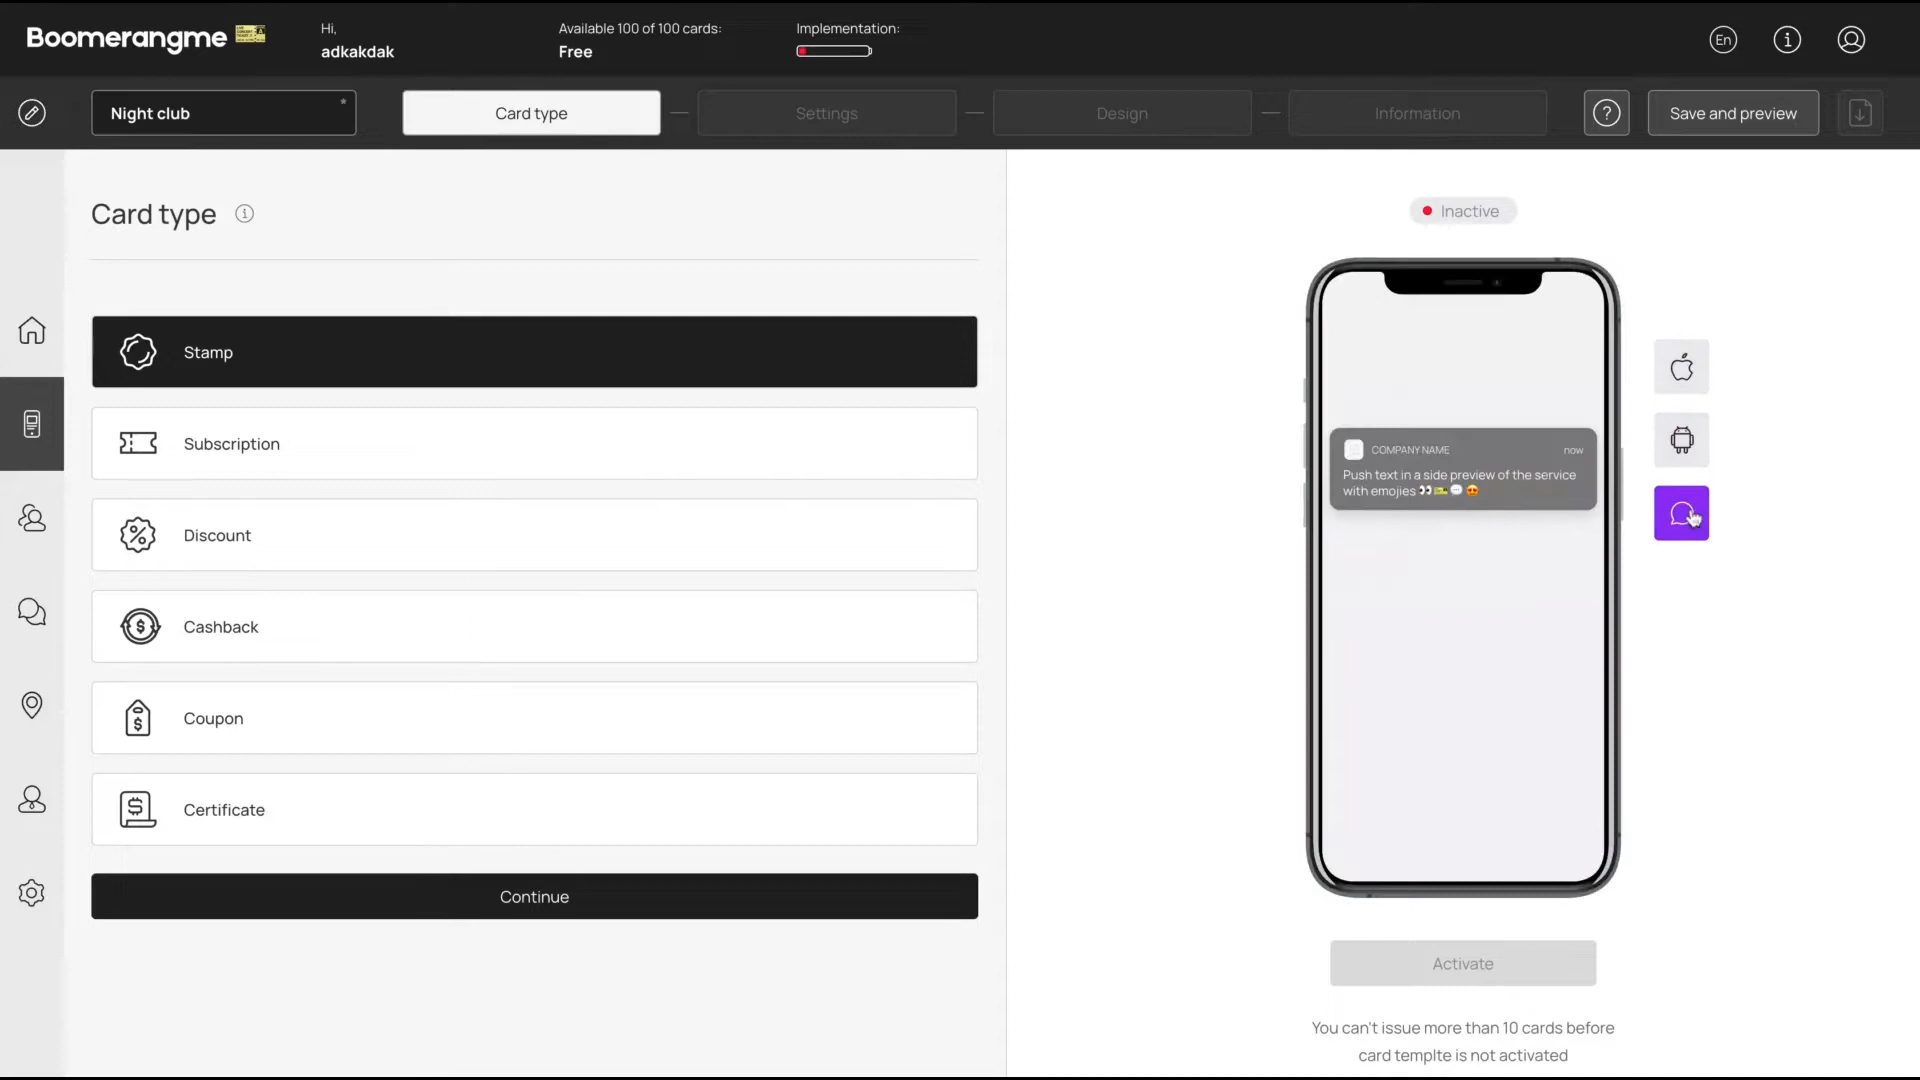 Boomerangme
Hi,
adkakdak
Available 100 of 100 cards:
Free
Implementation:
En
Night club *
Card type
Settings
Design
Information
?
Save and preview
Card type
Stamp
Subscription
Discount
Cashback
Coupon
Certificate
Continue
Inactive
COMPANY NAME now
Push text in a side preview of the service
with emojies 👀🎫💬😍
Activate
You can't issue more than 10 cards before
card templte is not activated